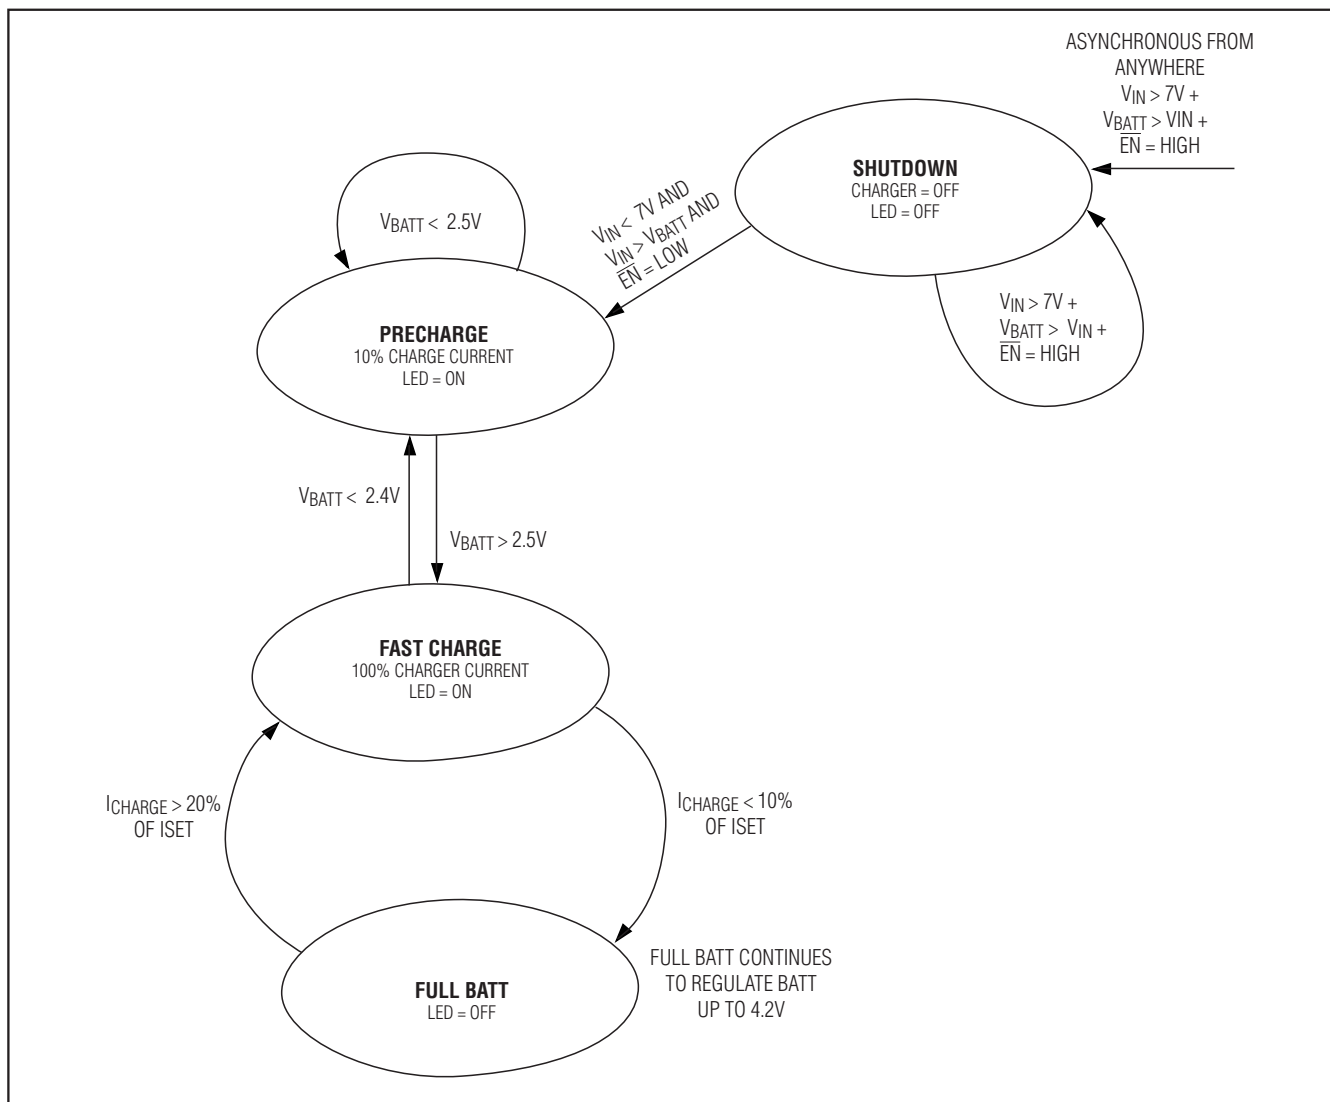 ASYNCHRONOUS FROM
ANYWHERE
VIN > 7V +
VBATT > VIN +
EN = HIGH
SHUTDOWN
CHARGER = OFF
LED = OFF
VIN < 7V AND
VIN > VBATT AND
EN = LOW
VBATT < 2.5V
VIN > 7V +
VBATT > VIN +
EN = HIGH
PRECHARGE
10% CHARGE CURRENT
LED = ON
VBATT < 2.4V
VBATT > 2.5V
FAST CHARGE
100% CHARGER CURRENT
LED = ON
ICHARGE > 20%
OF ISET
ICHARGE < 10%
OF ISET
FULL BATT
LED = OFF
FULL BATT CONTINUES
TO REGULATE BATT
UP TO 4.2V